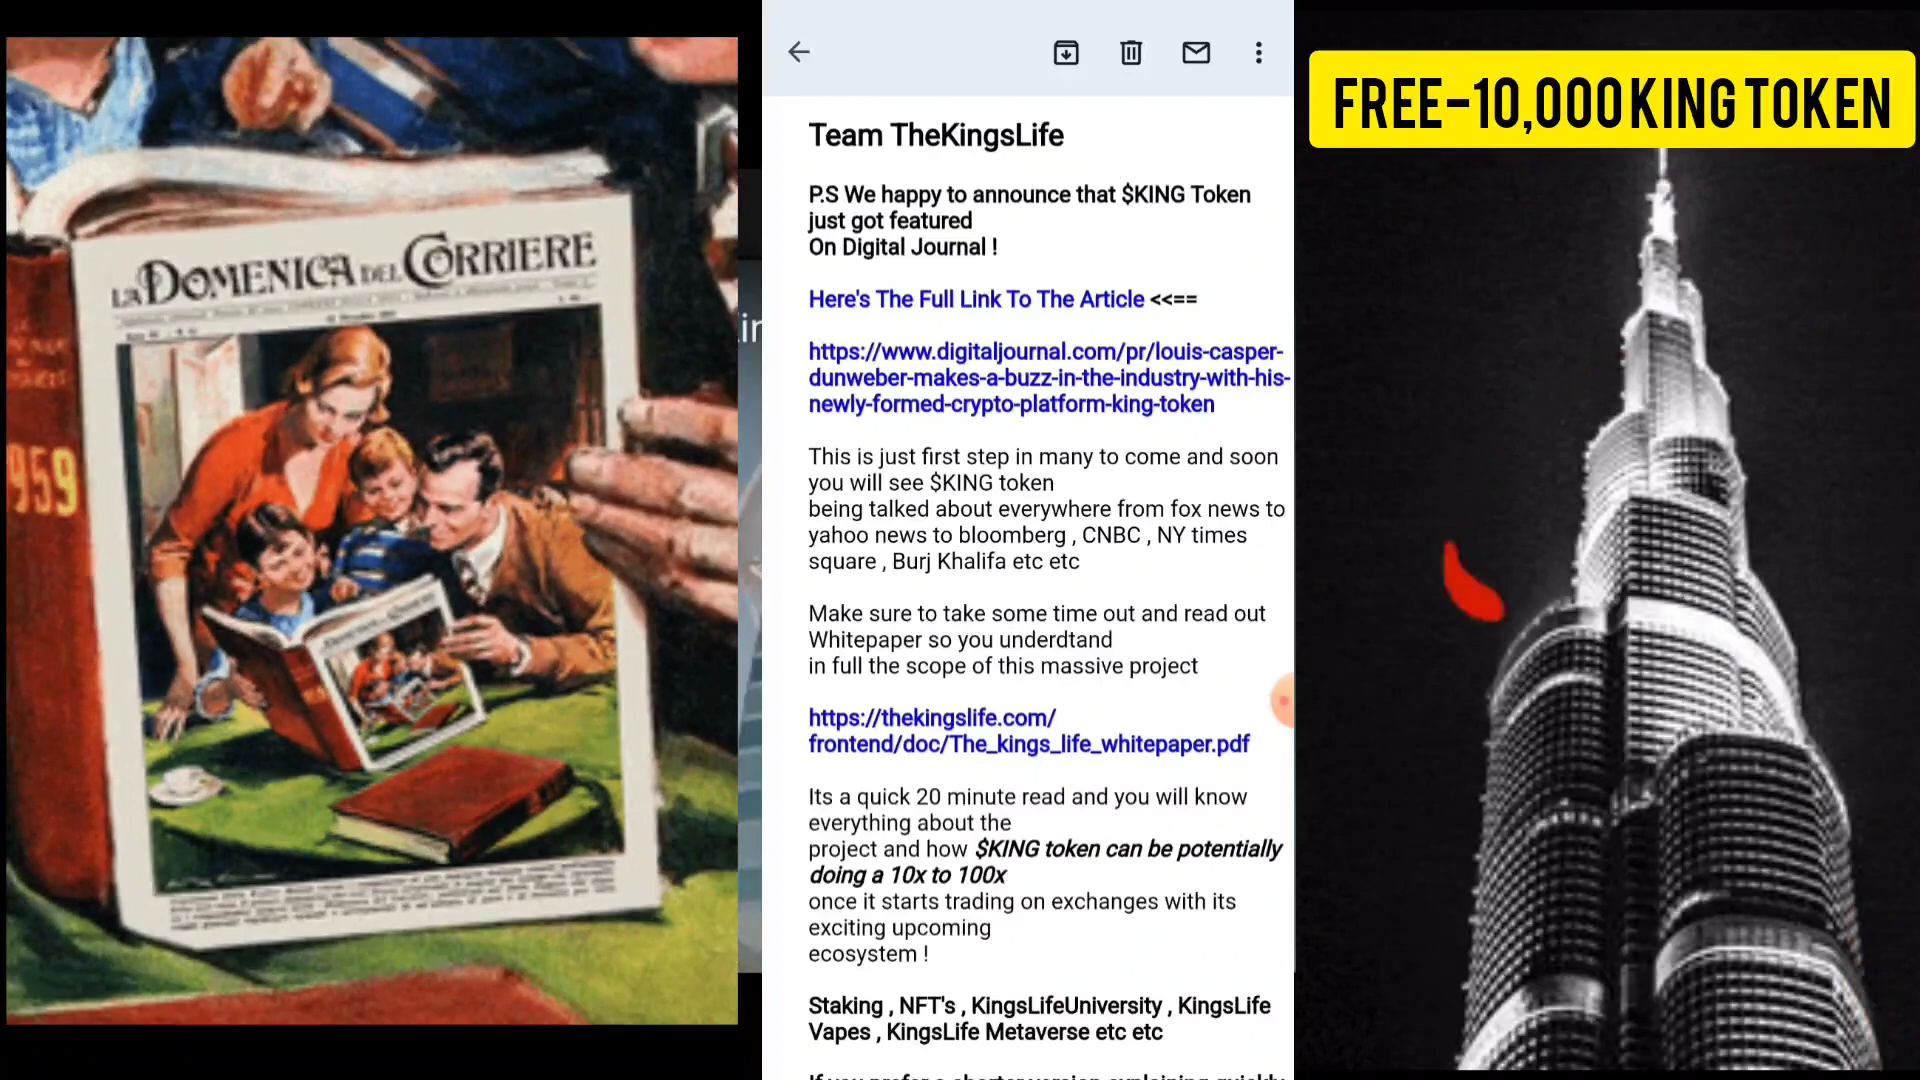 LA DOMENICA DEL CORRIERE
959
Team TheKingsLife
P.S We happy to announce that $KING Token
just got featured
On Digital Journal !
Here's The Full Link To The Article <<==
https://www.digitaljournal.com/pr/louis-casper-
dunweber-makes-a-buzz-in-the-industry-with-his-
newly-formed-crypto-platform-king-token
This is just first step in many to come and soon
you will see $KING token
being talked about everywhere from fox news to
yahoo news to bloomberg , CNBC , NY times
square , Burj Khalifa etc etc
Make sure to take some time out and read out
Whitepaper so you underdtand
in full the scope of this massive project
https://thekingslife.com/
frontend/doc/The_kings_life_whitepaper.pdf
Its a quick 20 minute read and you will know
everything about the
project and how $KING token can be potentially
doing a 10x to 100x
once it starts trading on exchanges with its
exciting upcoming
ecosystem !
Staking , NFT's , KingsLifeUniversity , KingsLife
Vapes , KingsLife Metaverse etc etc
FREE-10,000 KING TOKEN